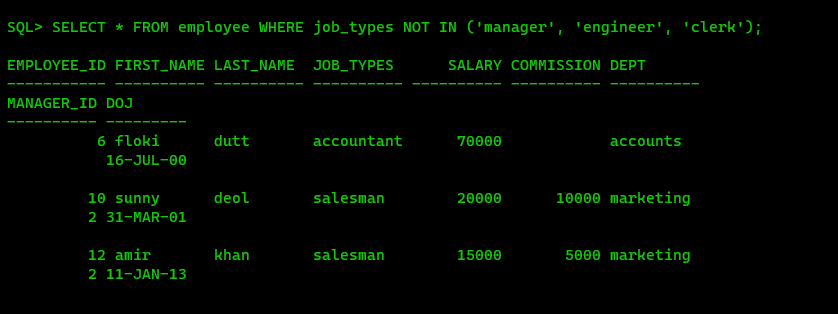 SQL> SELECT * FROM employee WHERE job_types NOT IN ('manager', 'engineer', 'clerk');
EMPLOYEE_ID FIRST_NAME LAST_NAME  JOB_TYPES      SALARY COMMISSION DEPT
----------- ---------- ---------- ---------- ---------- ---------- ----------
MANAGER_ID DOJ
---------- ---------
          6 floki      dutt       accountant      70000            accounts
           16-JUL-00
         10 sunny      deol       salesman        20000      10000 marketing
         2 31-MAR-01
         12 amir       khan       salesman        15000       5000 marketing
         2 11-JAN-13